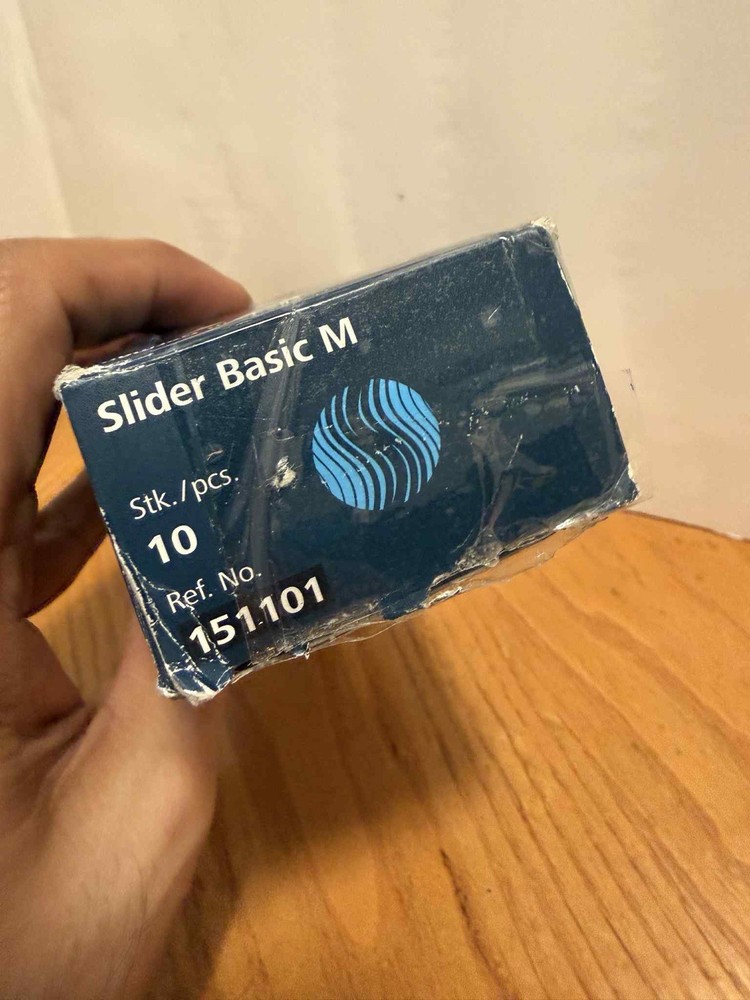 Slider Basic M
Stk./pcs.
10
Ref. No.
151101